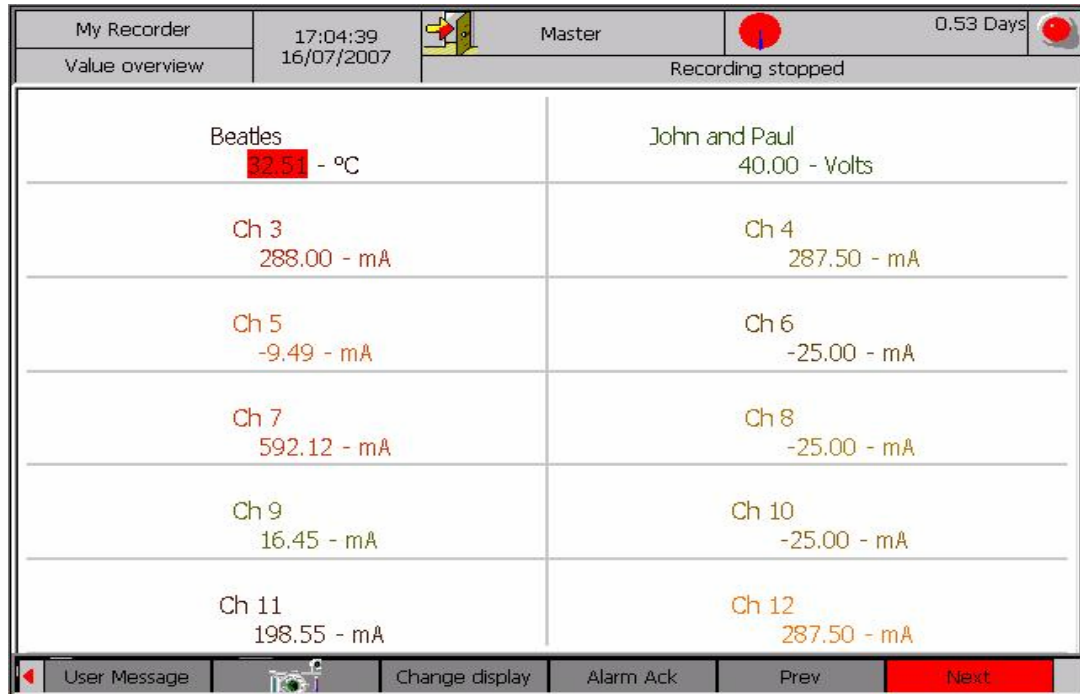 My Recorder
Value overview
17:04:39
16/07/2007
Master
0.53 Days
Recording stopped
Beatles
32.51 - ºC
John and Paul
40.00 - Volts
Ch 3
288.00 - mA
Ch 4
287.50 - mA
Ch 5
-9.49 - mA
Ch 6
-25.00 - mA
Ch 7
592.12 - mA
Ch 8
-25.00 - mA
Ch 9
16.45 - mA
Ch 10
-25.00 - mA
Ch 11
198.55 - mA
Ch 12
287.50 - mA
User Message
Change display
Alarm Ack
Prev
Next